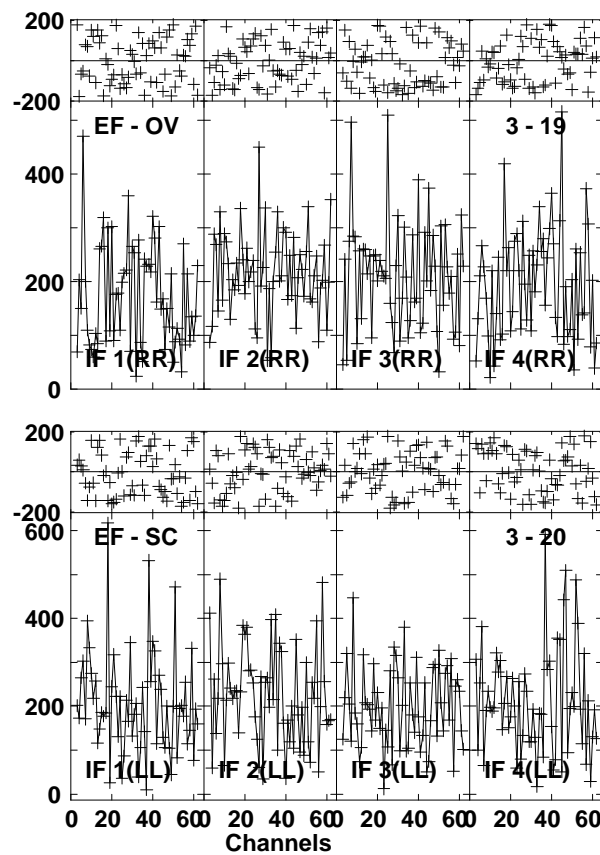 200
-200
EF - OV 3 - 19
400
200
0
IF 1(RR) IF 2(RR) IF 3(RR) IF 4(RR)
200
-200
EF - SC 3 - 20
600
400
200
0
IF 1(LL) IF 2(LL) IF 3(LL) IF 4(LL)
0 20 40 60 0 20 40 60 0 20 40 60 0 20 40 60
Channels